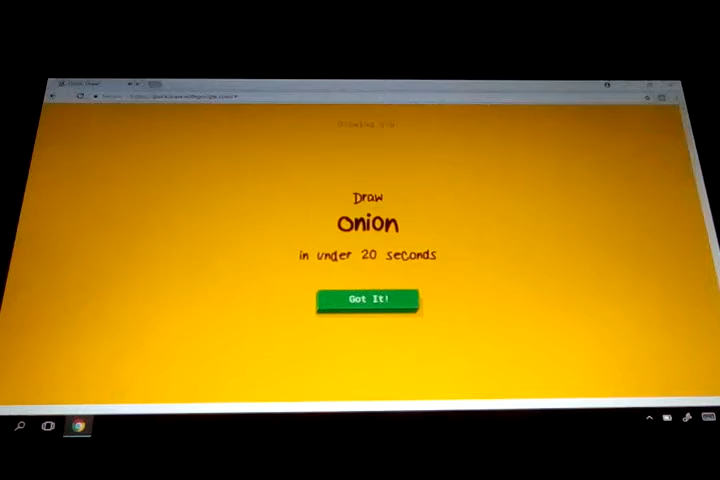 Draw
onion
in under 20 seconds
Got It!